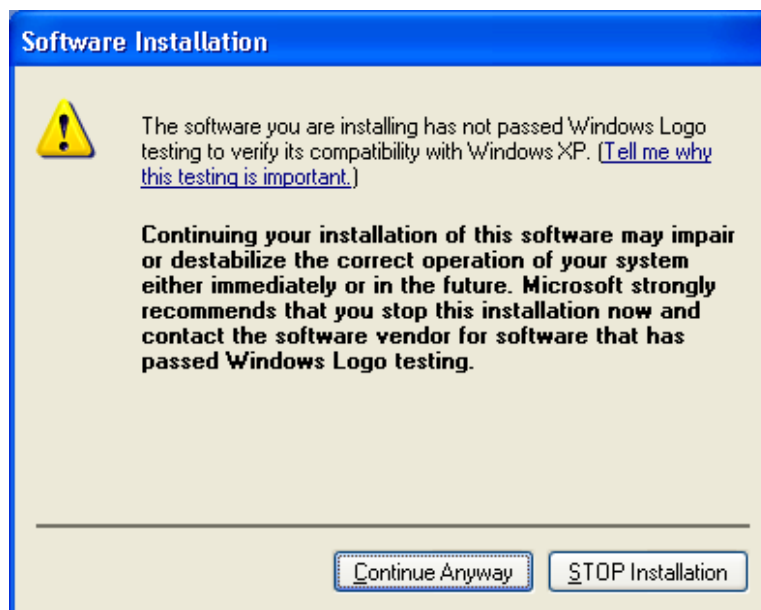 Software Installation
The software you are installing has not passed Windows Logo
testing to verify its compatibility with Windows XP. (Tell me why
this testing is important.)
Continuing your installation of this software may impair
or destabilize the correct operation of your system
either immediately or in the future. Microsoft strongly
recommends that you stop this installation now and
contact the software vendor for software that has
passed Windows Logo testing.
Continue Anyway STOP Installation